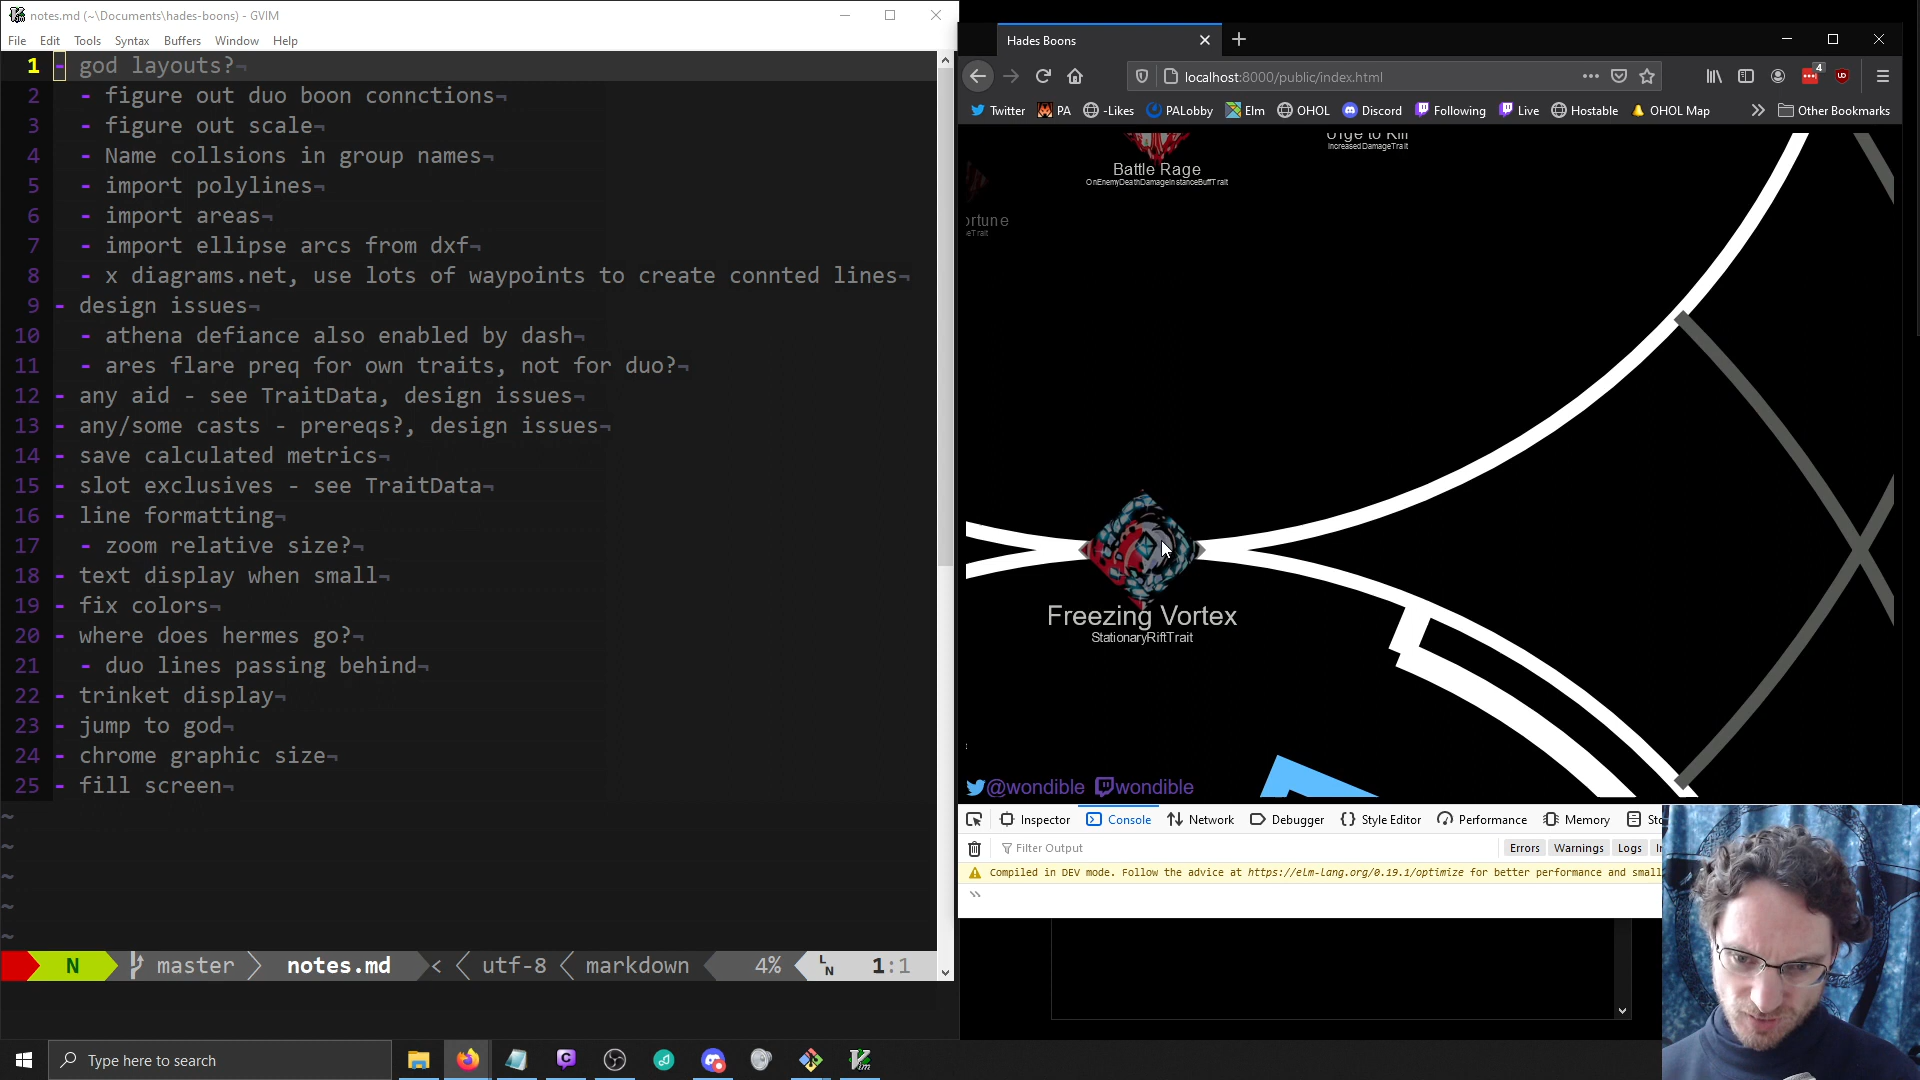 notes.md (~\Documents\hades-boons) - GVIM
File Edit Tools Syntax Buffers Window Help
1 - god layouts?¬
2 - figure out duo boon connctions¬
3 - figure out scale¬
4 - Name collsions in group names¬
5 - import polylines¬
6 - import areas¬
7 - import ellipse arcs from dxf¬
8 - x diagrams.net, use lots of waypoints to create connted lines¬
9 - design issues¬
10 - athena defiance also enabled by dash¬
11 - ares flare preq for own traits, not for duo?¬
12 - any aid - see TraitData, design issues¬
13 - any/some casts - prereqs?, design issues¬
14 - save calculated metrics¬
15 - slot exclusives - see TraitData¬
16 - line formatting¬
17 - zoom relative size?¬
18 - text display when small¬
19 - fix colors¬
20 - where does hermes go?¬
21 - duo lines passing behind¬
22 - trinket display¬
23 - jump to god¬
24 - chrome graphic size¬
25 - fill screen¬
~
~
~
~
~
N master notes.md < utf-8 markdown 4% LN 1:1
Type here to search
Hades Boons
localhost:8000/public/index.html
4
Twitter PA -Likes PALobby Elm OHOL Discord Following Live Hostable OHOL Map Other Bookmarks
Urge to Kill
IncreasedDamageTrait
Battle Rage
OnEnemyDeathDamageInstanceBuffTrait
ortune
eTrait
Freezing Vortex
StationaryRiftTrait
@wondible wondible
Inspector Console Network Debugger Style Editor Performance Memory Sto
Filter Output Errors Warnings Logs
Compiled in DEV mode. Follow the advice at https://elm-lang.org/0.19.1/optimize for better performance and small